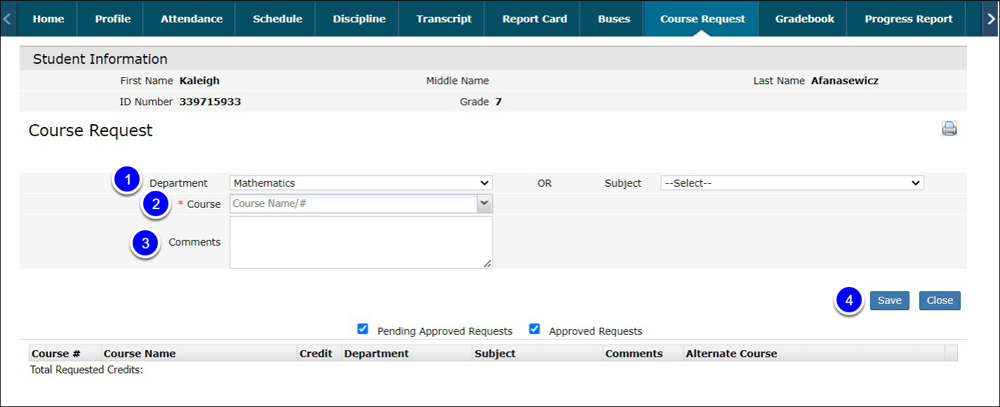 Home Profile Attendance Schedule Discipline Transcript Report Card Buses Course Request Gradebook Progress Report
Student Information
First Name Kaleigh Middle Name Last Name Afanasewicz
ID Number 339715933 Grade 7
Course Request
1 Department Mathematics OR Subject --Select--
2 * Course Course Name/#
3 Comments
4 Save Close
Pending Approved Requests Approved Requests
Course # Course Name Credit Department Subject Comments Alternate Course
Total Requested Credits: